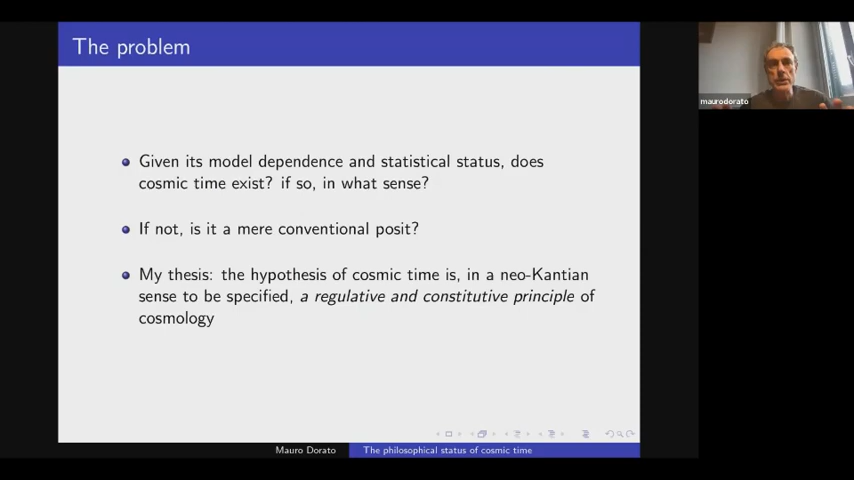 The problem
maurodorato
Given its model dependence and statistical status, does
cosmic time exist? if so, in what sense?
If not, is it a mere conventional posit?
My thesis: the hypothesis of cosmic time is, in a neo-Kantian
sense to be specified, a regulative and constitutive principle of
cosmology
Mauro Dorato
The philosophical status of cosmic time